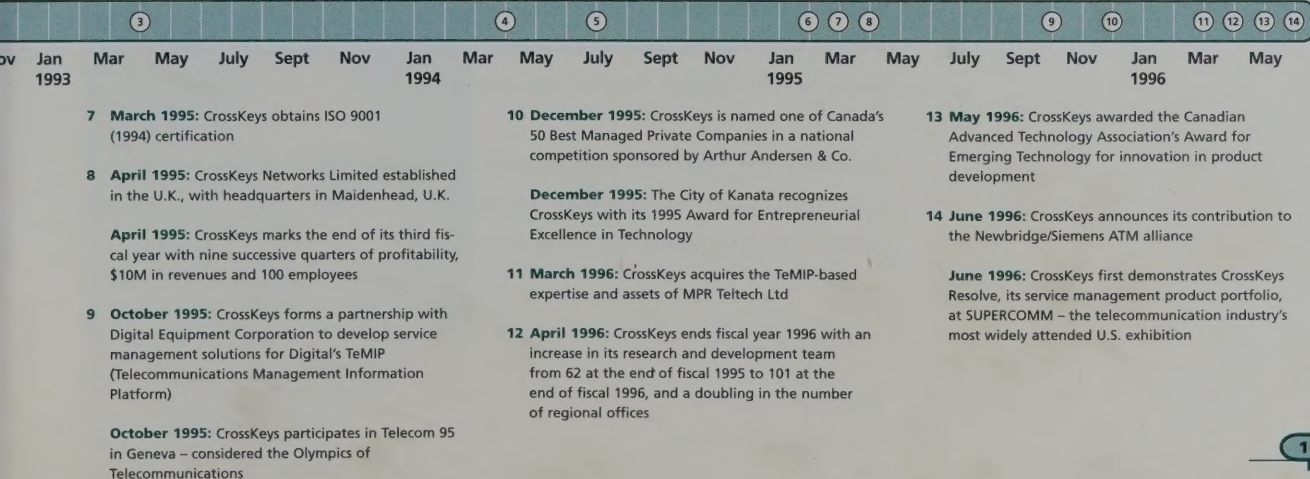 3 4 5 6 7 8 9 10 11 12 13 14
Jan Mar May July Sept Nov Jan Mar May July Sept Nov Jan Mar May July Sept Nov Jan Mar May
1993 1994 1995 1996
7 March 1995: CrossKeys obtains ISO 9001
(1994) certification
8 April 1995: CrossKeys Networks Limited established
in the U.K., with headquarters in Maidenhead, U.K.
April 1995: CrossKeys marks the end of its third fis-
cal year with nine successive quarters of profitability,
$10M in revenues and 100 employees
9 October 1995: CrossKeys forms a partnership with
Digital Equipment Corporation to develop service
management solutions for Digital's TeMIP
(Telecommunications Management Information
Platform)
October 1995: CrossKeys participates in Telecom 95
in Geneva – considered the Olympics of
Telecommunications
10 December 1995: CrossKeys is named one of Canada's
50 Best Managed Private Companies in a national
competition sponsored by Arthur Andersen & Co.
December 1995: The City of Kanata recognizes
CrossKeys with its 1995 Award for Entrepreneurial
Excellence in Technology
11 March 1996: CrossKeys acquires the TeMIP-based
expertise and assets of MPR Teltech Ltd
12 April 1996: CrossKeys ends fiscal year 1996 with an
increase in its research and development team
from 62 at the end of fiscal 1995 to 101 at the
end of fiscal 1996, and a doubling in the number
of regional offices
13 May 1996: CrossKeys awarded the Canadian
Advanced Technology Association's Award for
Emerging Technology for innovation in product
development
14 June 1996: CrossKeys announces its contribution to
the Newbridge/Siemens ATM alliance
June 1996: CrossKeys first demonstrates CrossKeys
Resolve, its service management product portfolio,
at SUPERCOMM – the telecommunication industry's
most widely attended U.S. exhibition